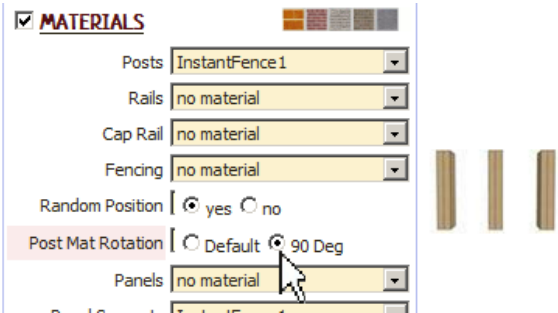 MATERIALS
Posts InstantFence1
Rails no material
Cap Rail no material
Fencing no material
Random Position yes no
Post Mat Rotation Default 90 Deg
Panels no material